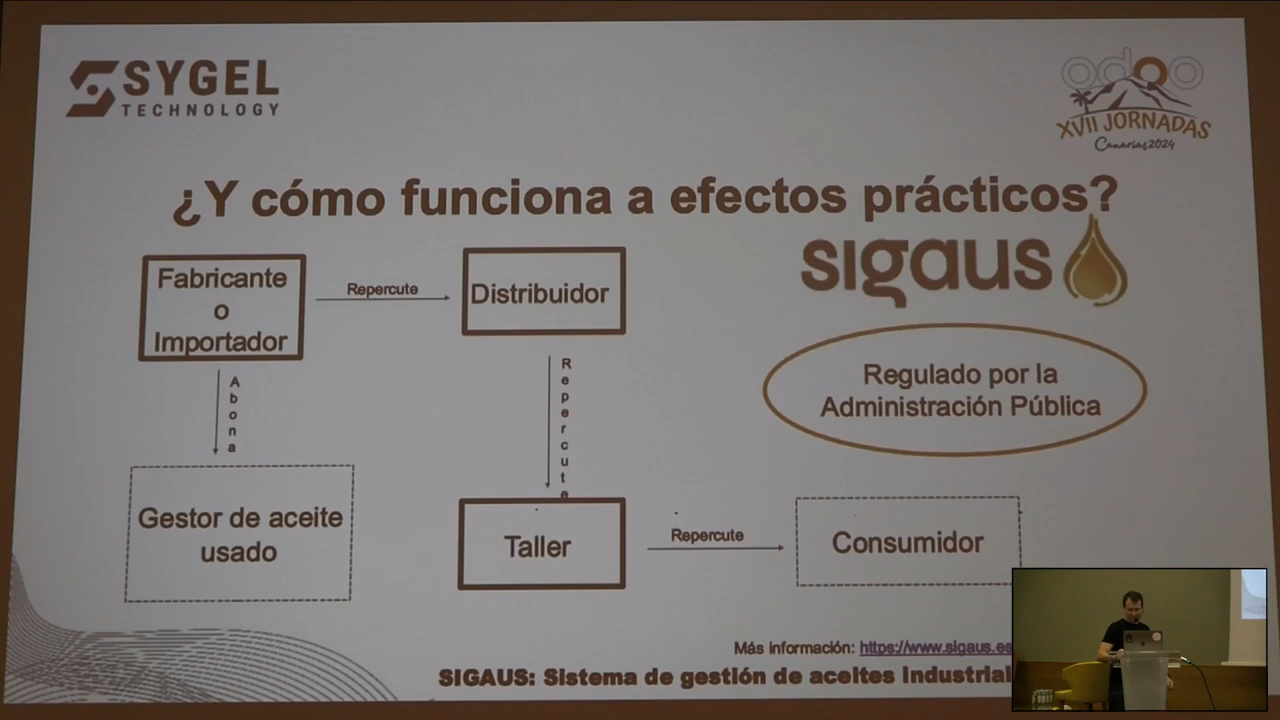 SYGEL
TECHNOLOGY
odoo
XVII JORNADAS
Canarias 2024
¿Y cómo funciona a efectos prácticos?
sigaus
Fabricante
o
Importador
Repercute
Distribuidor
Abona
Repercute
Regulado por la
Administración Pública
Gestor de aceite
usado
Taller
Repercute
Consumidor
Más información: https://www.sigaus.es
SIGAUS: Sistema de gestión de aceites Industrial